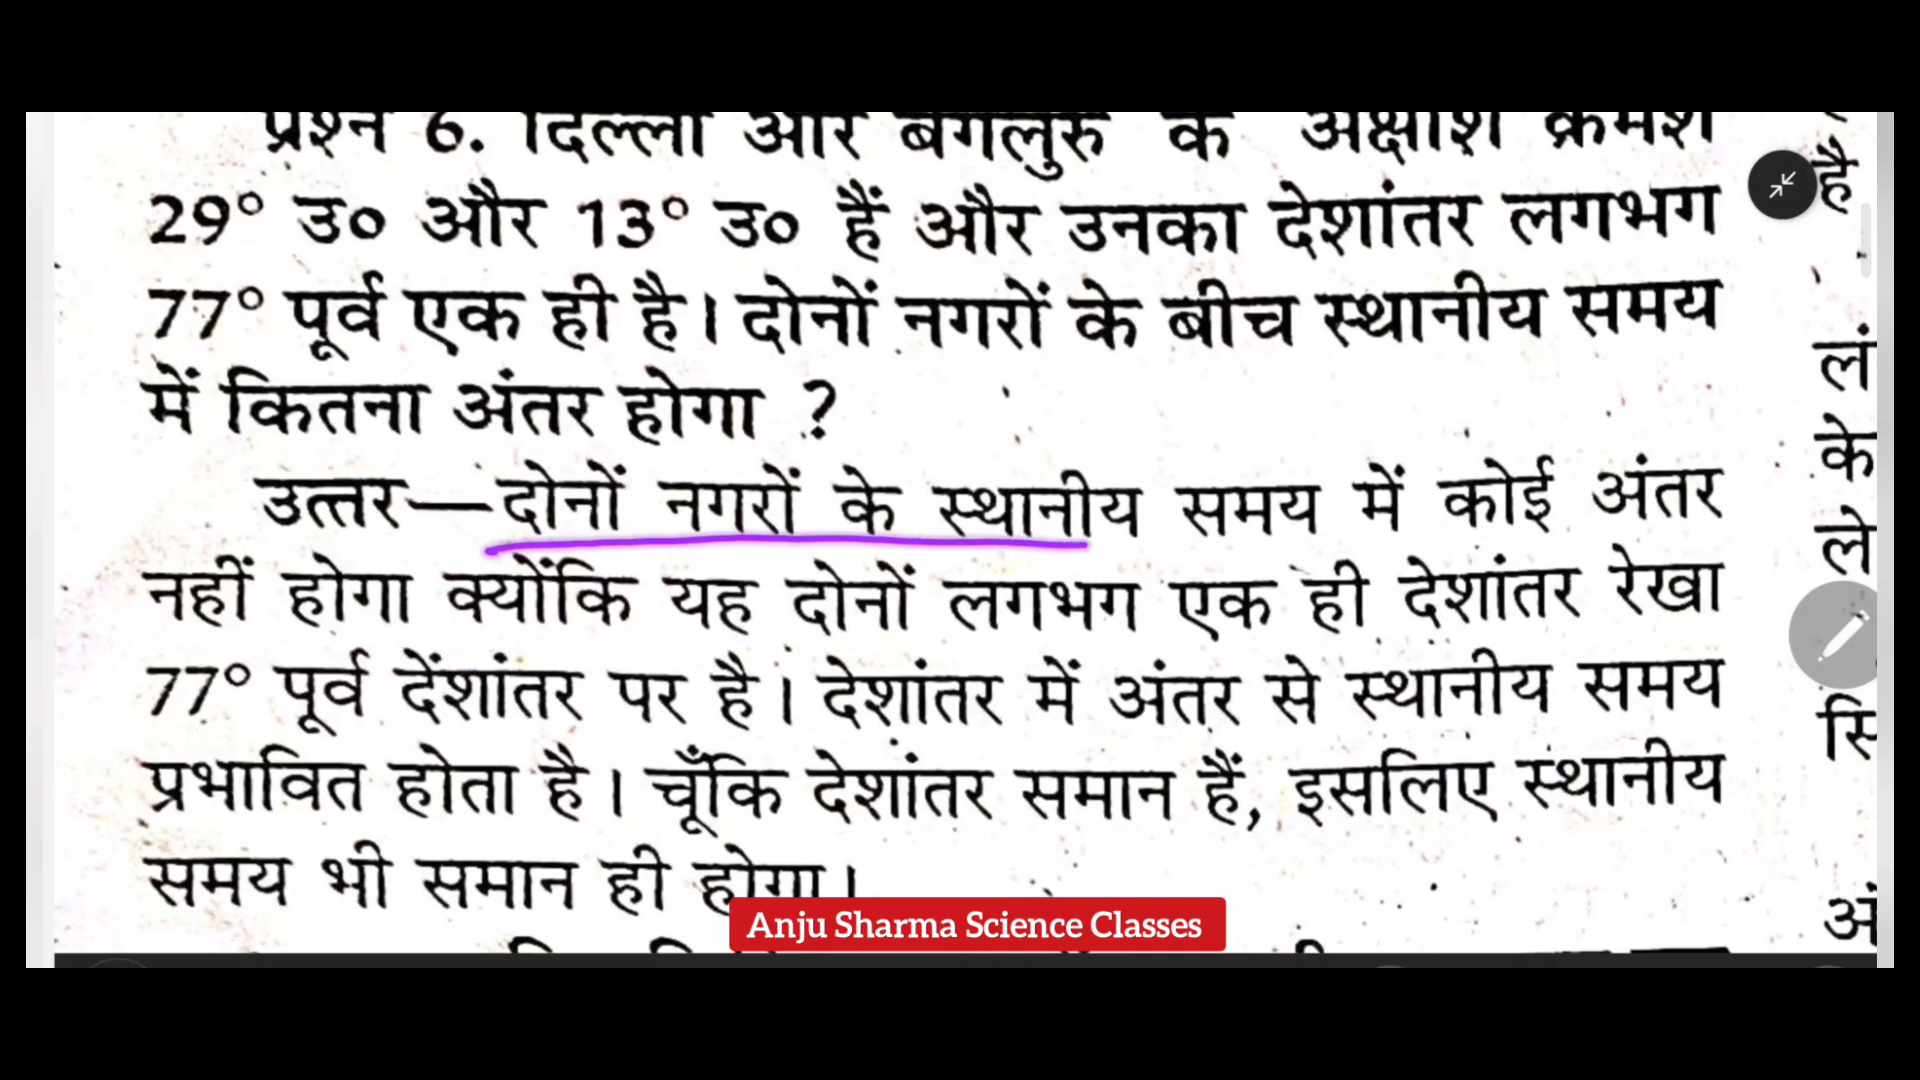 प्रश्न 6. दिल्ली और बेंगलुरु के अक्षांश क्रमश
29° उ० और 13° उ० हैं और उनका देशांतर लगभग
77° पूर्व एक ही है। दोनों नगरों के बीच स्थानीय समय
में कितना अंतर होगा ?
उत्तर—दोनों नगरों के स्थानीय समय में कोई अंतर
नहीं होगा क्योंकि यह दोनों लगभग एक ही देशांतर रेखा
77° पूर्व देंशांतर पर है। देशांतर में अंतर से स्थानीय समय
प्रभावित होता है। चूँकि देशांतर समान हैं, इसलिए स्थानीय
समय भी समान ही होगा।
Anju Sharma Science Classes
है
लं
के
ले
सि
अं